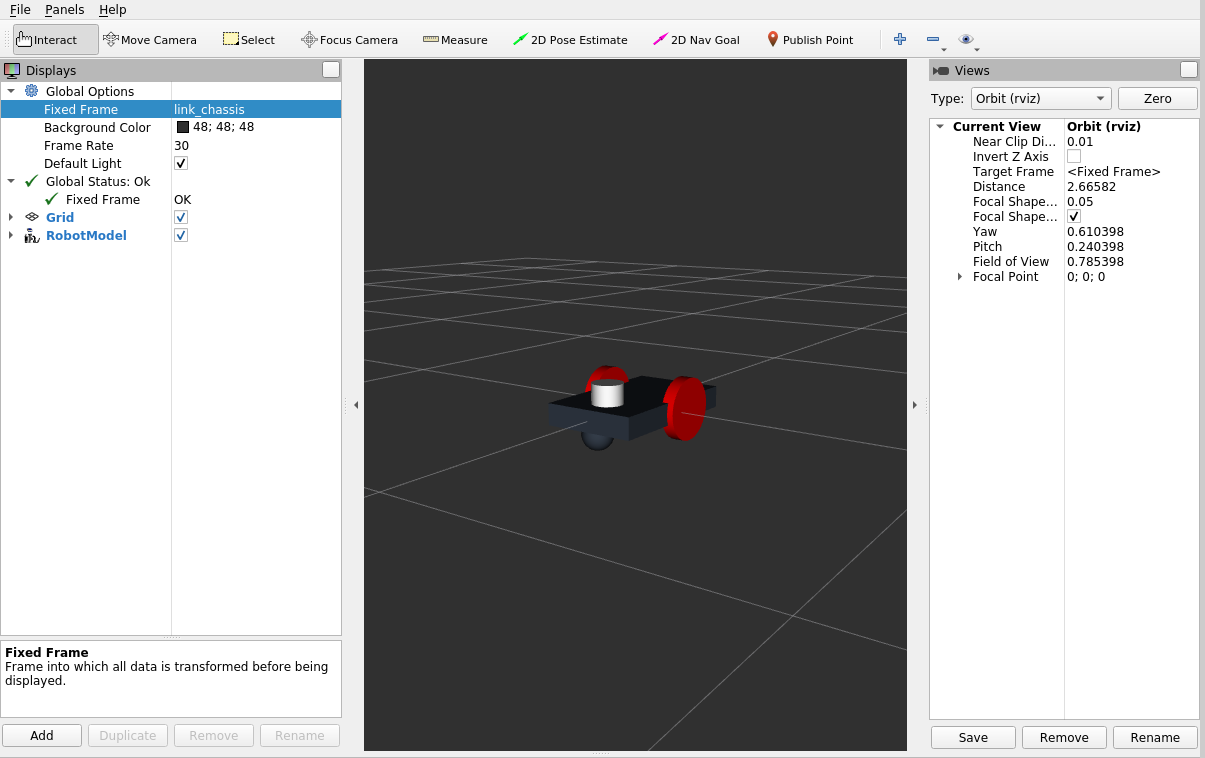 File Panels Help
Interact Move Camera Select Focus Camera Measure 2D Pose Estimate 2D Nav Goal Publish Point
Displays
Global Options
Fixed Frame link_chassis
Background Color 48; 48; 48
Frame Rate 30
Default Light
Global Status: Ok
Fixed Frame OK
Grid
RobotModel
Fixed Frame
Frame into which all data is transformed before being
displayed.
Add Duplicate Remove Rename
Views
Type: Orbit (rviz) Zero
Current View Orbit (rviz)
Near Clip Di... 0.01
Invert Z Axis
Target Frame <Fixed Frame>
Distance 2.66582
Focal Shape... 0.05
Focal Shape...
Yaw 0.610398
Pitch 0.240398
Field of View 0.785398
Focal Point 0; 0; 0
Save Remove Rename